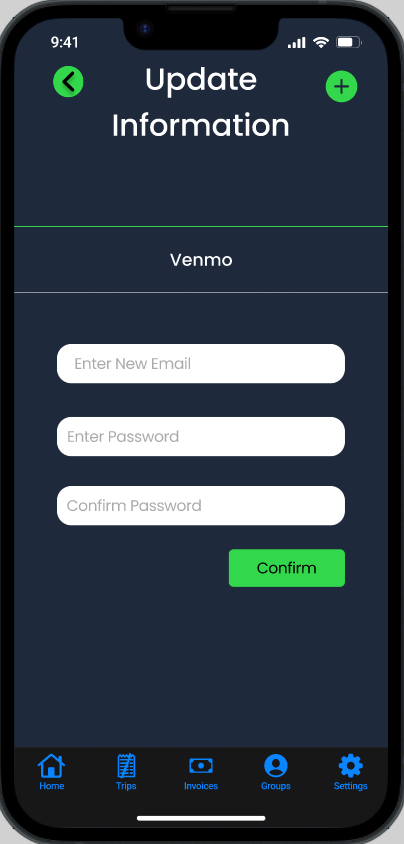 9:41
Update
Information
Venmo
Enter New Email
Enter Password
Confirm Password
Confirm
Home Trips Invoices Groups Settings